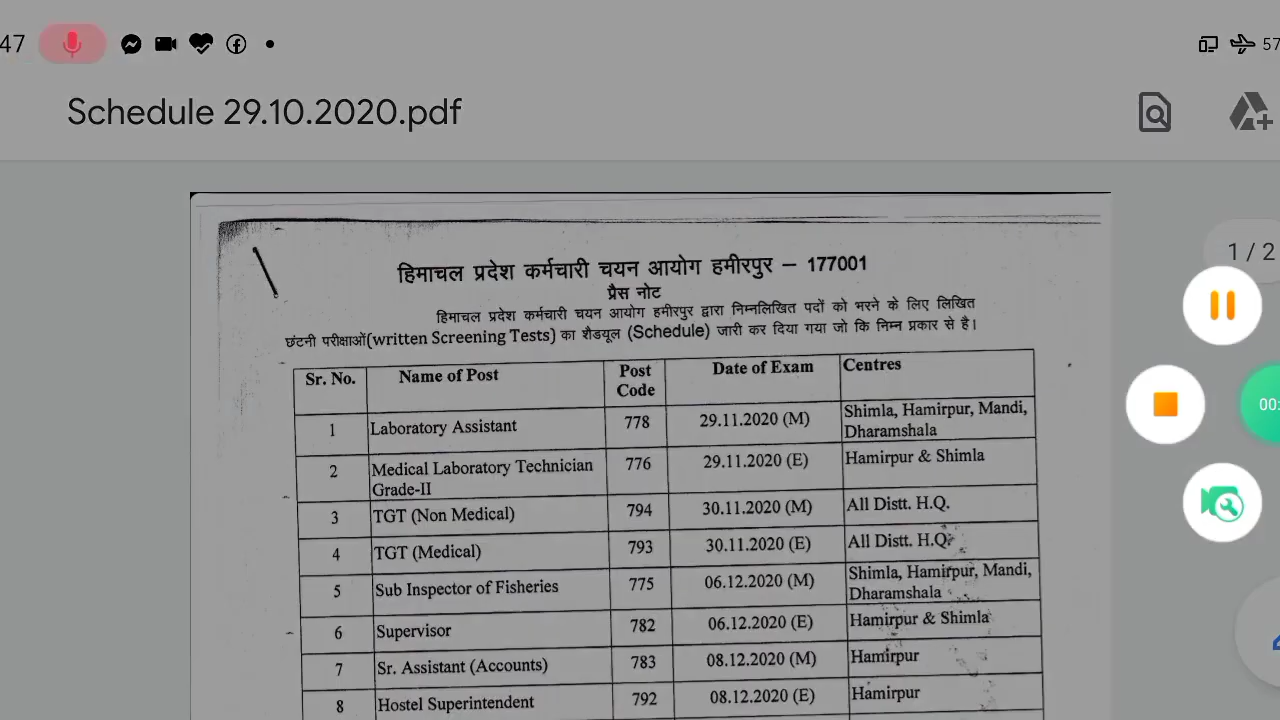 47
57
Schedule 29.10.2020.pdf
1 / 2
हिमाचल प्रदेश कर्मचारी चयन आयोग हमीरपुर – 177001
प्रैस नोट
हिमाचल प्रदेश कर्मचारी चयन आयोग हमीरपुर द्वारा निम्नलिखित पदों को भरने के लिए लिखित
छंटनी परीक्षाओं(written Screening Tests) का शैडयूल (Schedule) जारी कर दिया गया जो कि निम्न प्रकार से है।
Sr. No. Name of Post Post Code Date of Exam Centres
1 Laboratory Assistant 778 29.11.2020 (M) Shimla, Hamirpur, Mandi,
Dharamshala
2 Medical Laboratory Technician 776 29.11.2020 (E) Hamirpur & Shimla
Grade-II
3 TGT (Non Medical) 794 30.11.2020 (M) All Distt. H.Q.
4 TGT (Medical) 793 30.11.2020 (E) All Distt. H.Q.
5 Sub Inspector of Fisheries 775 06.12.2020 (M) Shimla, Hamirpur, Mandi,
Dharamshala
6 Supervisor 782 06.12.2020 (E) Hamirpur & Shimla
7 Sr. Assistant (Accounts) 783 08.12.2020 (M) Hamirpur
8 Hostel Superintendent 792 08.12.2020 (E) Hamirpur
00: